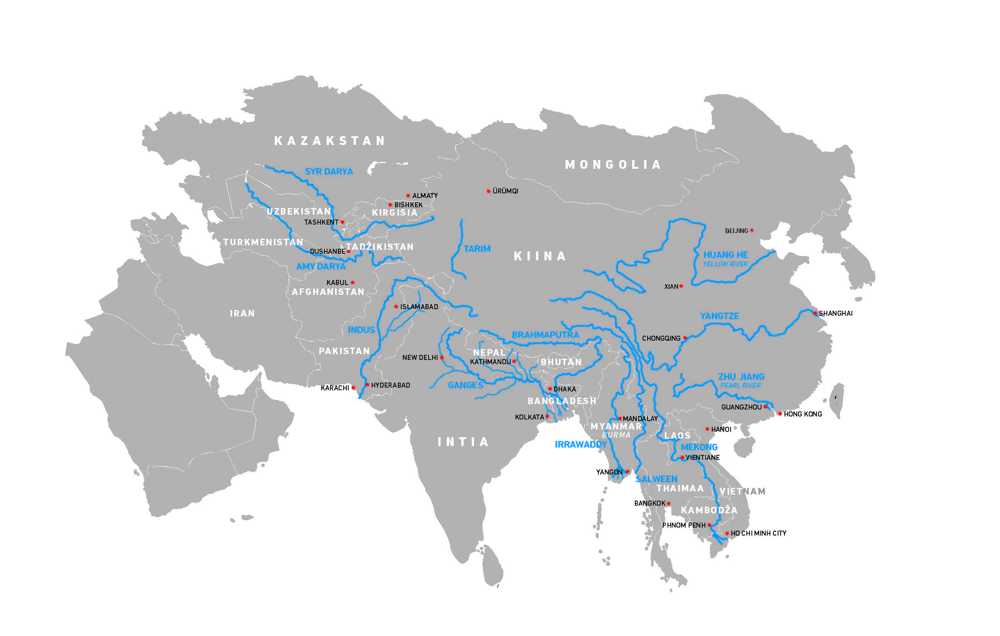 KAZAKSTAN
MONGOLIA
SYR DARYA
ALMATY
ÜRÜMQI
BISHKEK
UZBEKISTAN
KIRGISIA
TASHKENT
BEIJING
TURKMENISTAN
TADŽIKISTAN
TARIM
DUSHANBE
KIINA
HUANG HE
YELLOW RIVER
AMY DARYA
KABUL
XIAN
AFGHANISTAN
ISLAMABAD
IRAN
SHANGHAI
YANGTZE
INDUS
BRAHMAPUTRA
CHONGQING
PAKISTAN
NEPAL
NEW DELHI
KATHMANDU
BHUTAN
ZHU JIANG
PEARL RIVER
GANGES
HYDERABAD
KARACHI
DHAKA
BANGLADESH
GUANGZHOU
HONG KONG
KOLKATA
MANDALAY
MYANMAR
BURMA
HANOI
LAOS
INTIA
IRRAWADDY
MEKONG
VIENTIANE
YANGON
SALWEEN
THAIMAA
VIETNAM
BANGKOK
KAMBODŽA
PHNOM PENH
HO CHI MINH CITY